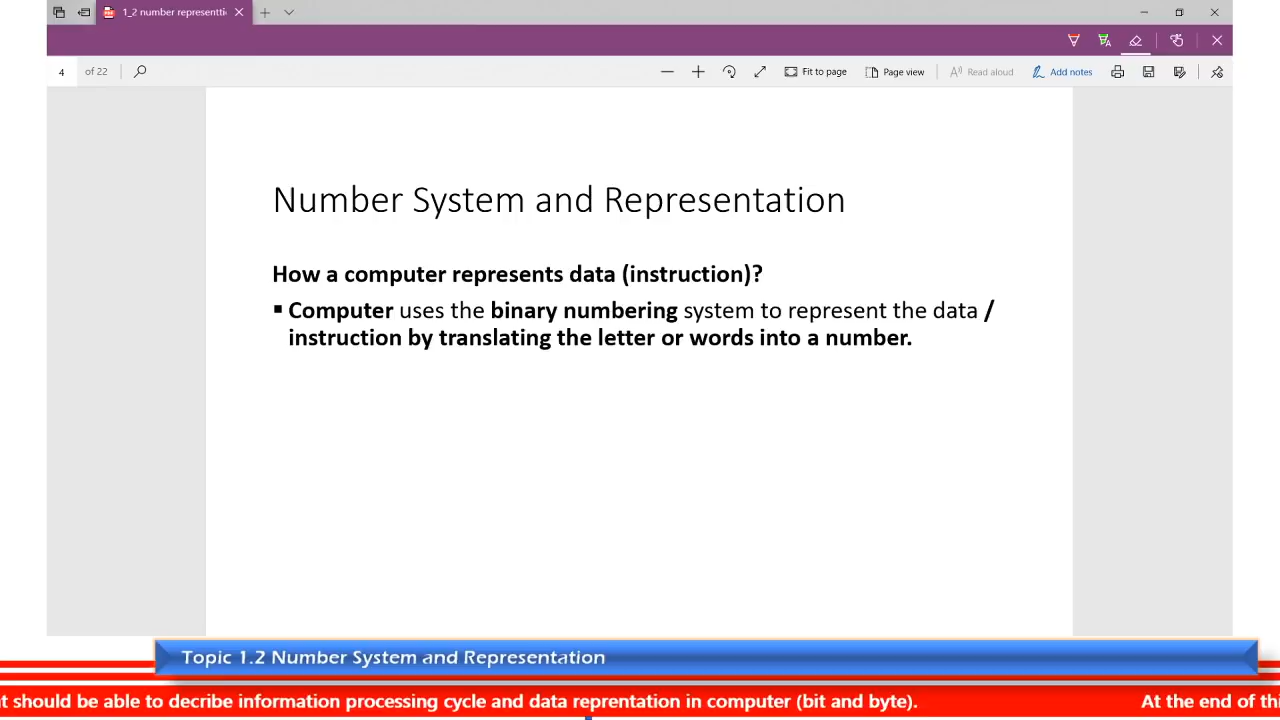 1_2 number representti
4 of 22
Fit to page
Page view
Read aloud
Add notes
Number System and Representation
How a computer represents data (instruction)?
▪ Computer uses the binary numbering system to represent the data /
instruction by translating the letter or words into a number.
Topic 1.2 Number System and Representation
t should be able to decribe information processing cycle and data reprentation in computer (bit and byte). At the end of thi